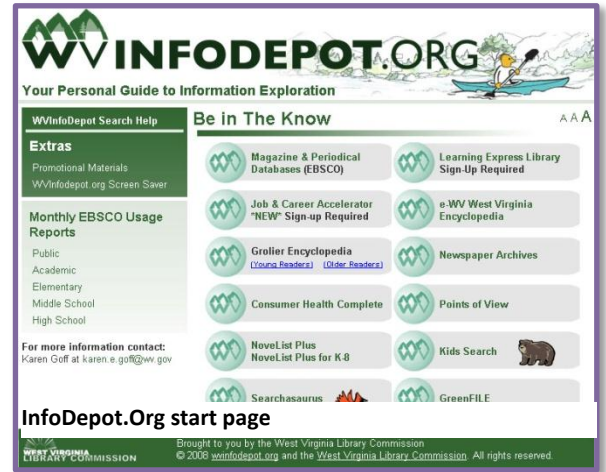 WVINFODEPOT.ORG
Your Personal Guide to Information Exploration
WVInfoDepot Search Help
Extras
Promotional Materials
WVInfodepot.org Screen Saver
Monthly EBSCO Usage
Reports
Public
Academic
Elementary
Middle School
High School
For more information contact:
Karen Goff at karen.e.goff@wv.gov
Be in The Know
A A A
Magazine & Periodical
Databases (EBSCO)
Learning Express Library
Sign-Up Required
Job & Career Accelerator
*NEW* Sign-up Required
e-WV West Virginia
Encyclopedia
Grolier Encyclopedia
(Young Readers) (Older Readers)
Newspaper Archives
Consumer Health Complete
Points of View
NoveList Plus
NoveList Plus for K-8
Kids Search
Searchasaurus
GreenFILE
InfoDepot.Org start page
WEST VIRGINIA
LIBRARY COMMISSION
Brought to you by the West Virginia Library Commission
© 2008 wvinfodepot.org and the West Virginia Library Commission. All rights reserved.